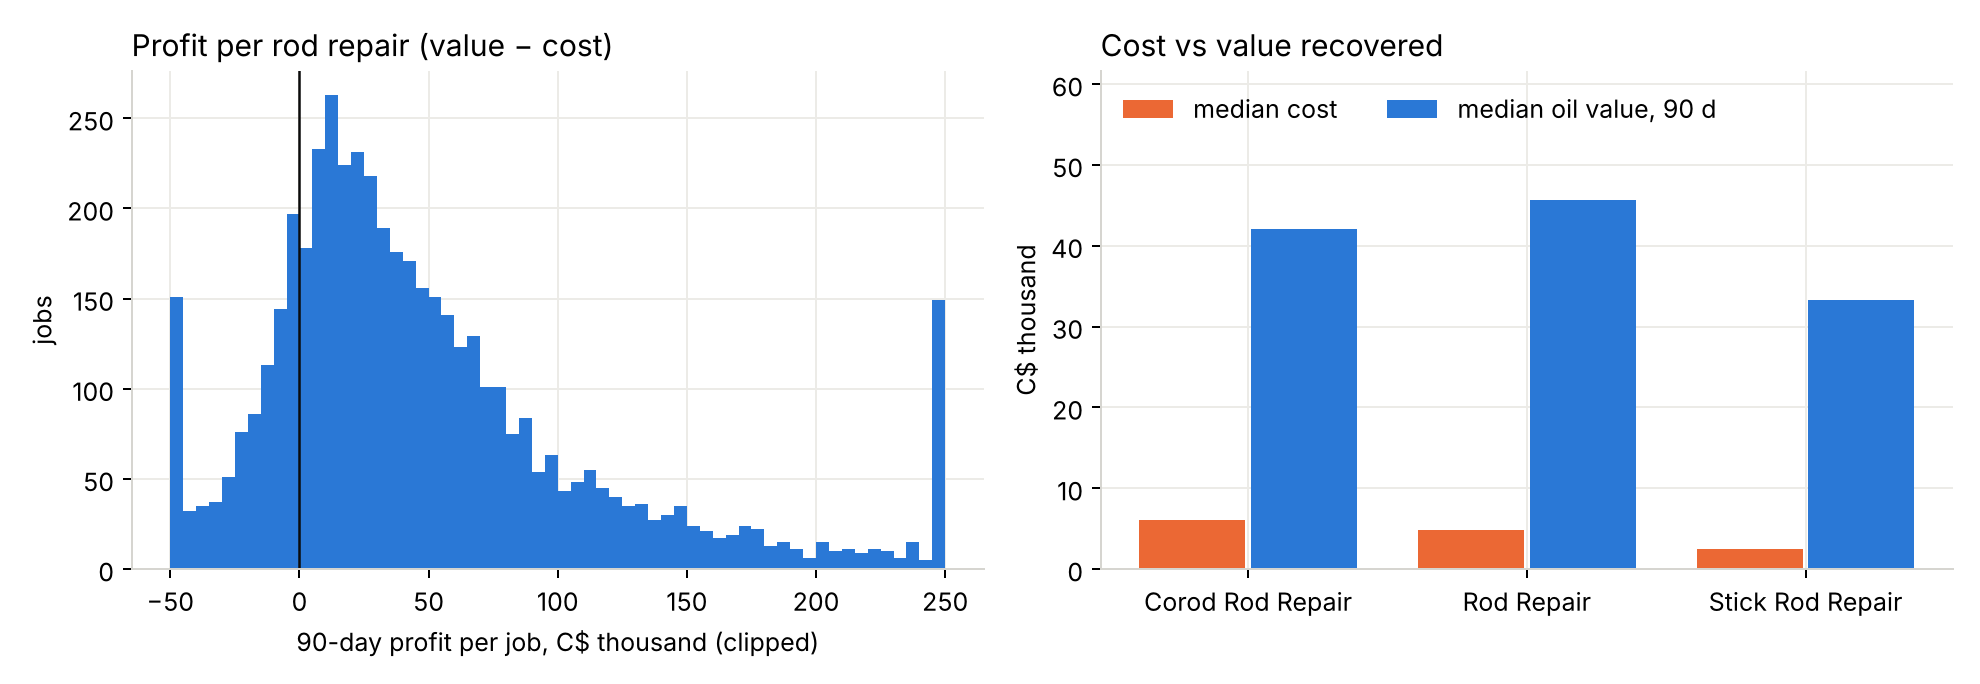 Profit per rod repair (value − cost)
250
200
150
100
50
0
jobs
−50 0 50 100 150 200 250
90-day profit per job, C$ thousand (clipped)
Cost vs value recovered
median cost median oil value, 90 d
60
50
40
30
20
10
0
C$ thousand
Corod Rod Repair Rod Repair Stick Rod Repair